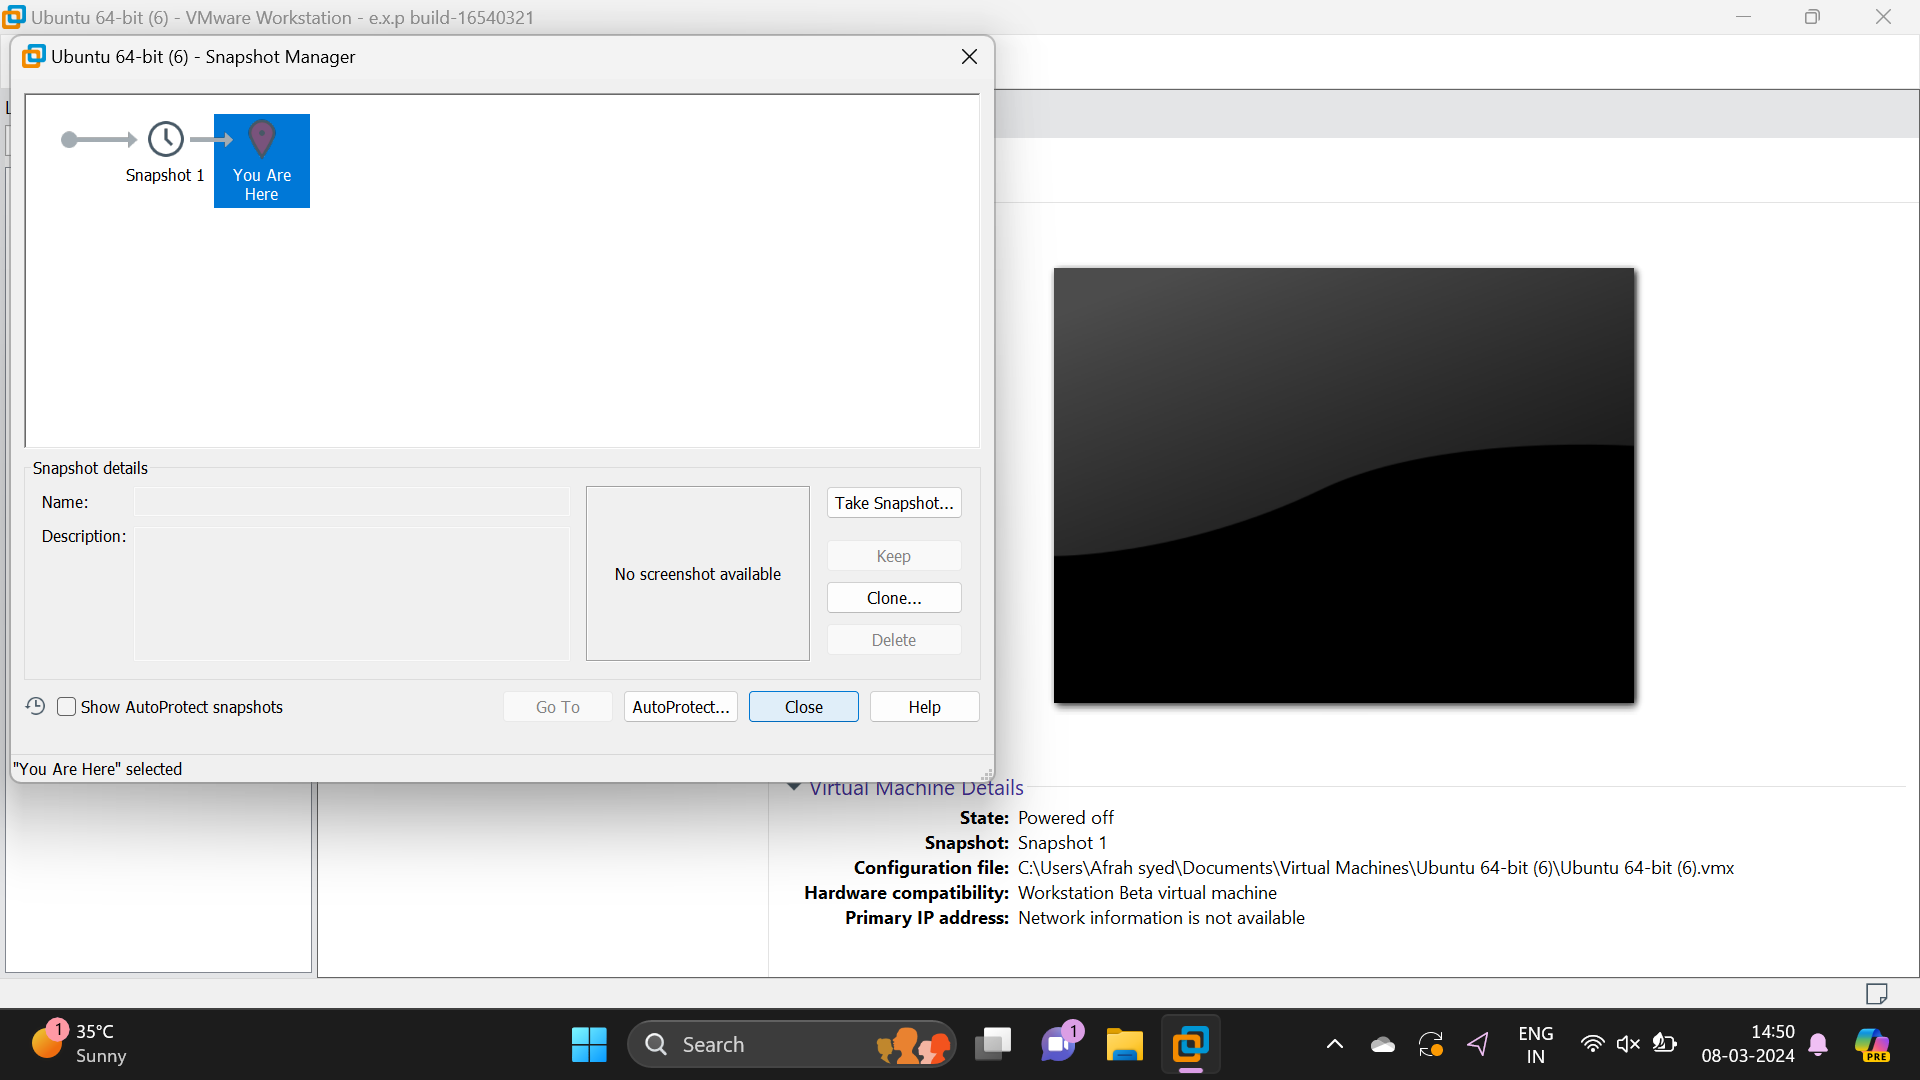 Ubuntu 64-bit (6) - VMware Workstation - e.x.p build-16540321
Ubuntu 64-bit (6) - Snapshot Manager
Snapshot 1
You Are
Here
Snapshot details
Name:
Description:
No screenshot available
Take Snapshot...
Keep
Clone...
Delete
Show AutoProtect snapshots
Go To
AutoProtect...
Close
Help
"You Are Here" selected
Virtual Machine Details
State: Powered off
Snapshot: Snapshot 1
Configuration file: C:\Users\Afrah syed\Documents\Virtual Machines\Ubuntu 64-bit (6)\Ubuntu 64-bit (6).vmx
Hardware compatibility: Workstation Beta virtual machine
Primary IP address: Network information is not available
1
35°C
Sunny
Search
1
ENG
IN
14:50
08-03-2024
PRE